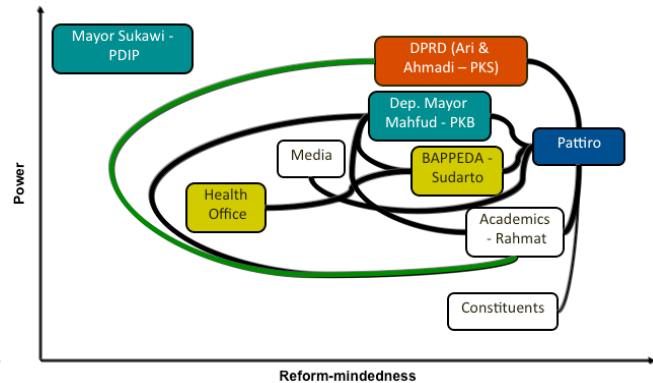 Mayor Sukawi -
PDIP
DPRD (Ari &
Ahmadi – PKS)
Dep. Mayor
Mahfud - PKB
Pattiro
Media
BAPPEDA -
Sudarto
Health
Office
Academics
- Rahmat
Constituents
Power
Reform-mindedness